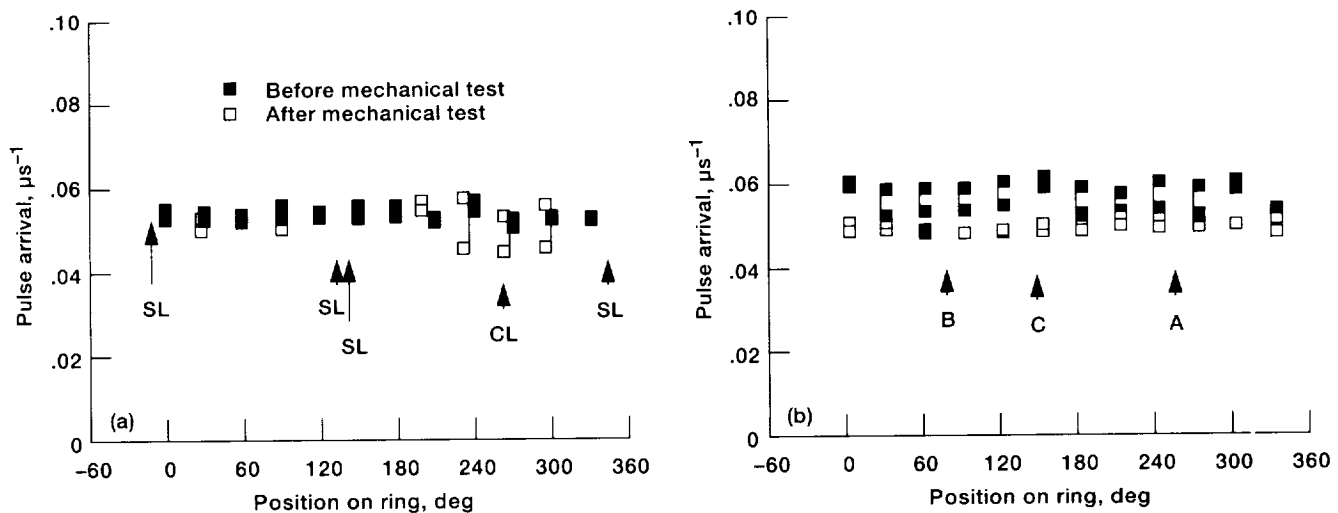 .10
.08
.06
.04
.02
0
Pulse arrival, μs⁻¹
■ Before mechanical test
□ After mechanical test
SL
SL
SL
CL
SL
(a)
−60 0 60 120 180 240 300 360
Position on ring, deg
.10
.08
.06
.04
.02
0
Pulse arrival, μs⁻¹
B
C
A
(b)
−60 0 60 120 180 240 300 360
Position on ring, deg